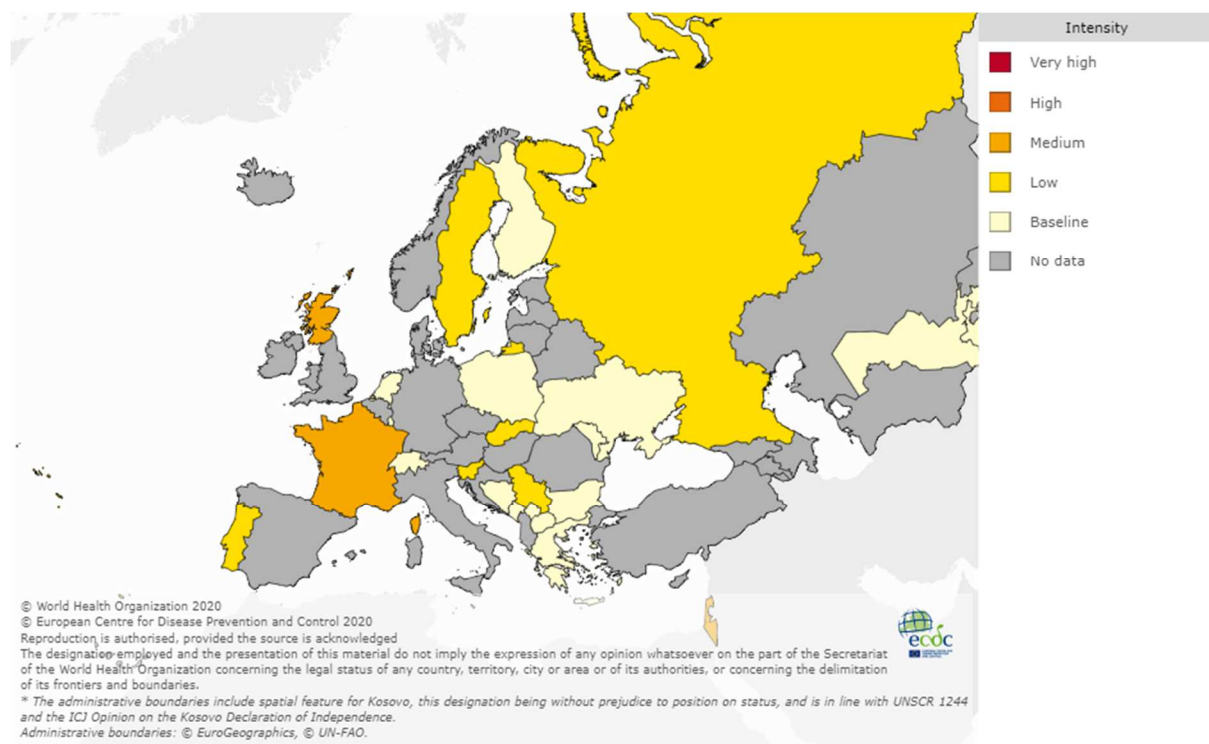 Intensity
Very high
High
Medium
Low
Baseline
No data
© World Health Organization 2020
© European Centre for Disease Prevention and Control 2020
Reproduction is authorised, provided the source is acknowledged
The designation employed and the presentation of this material do not imply the expression of any opinion whatsoever on the part of the Secretariat
of the World Health Organization concerning the legal status of any country, territory, city or area or of its authorities, or concerning the delimitation
of its frontiers and boundaries.
* The administrative boundaries include spatial feature for Kosovo, this designation being without prejudice to position on status, and is in line with UNSCR 1244
and the ICJ Opinion on the Kosovo Declaration of Independence.
Administrative boundaries: © EuroGeographics, © UN-FAO.
ecdc